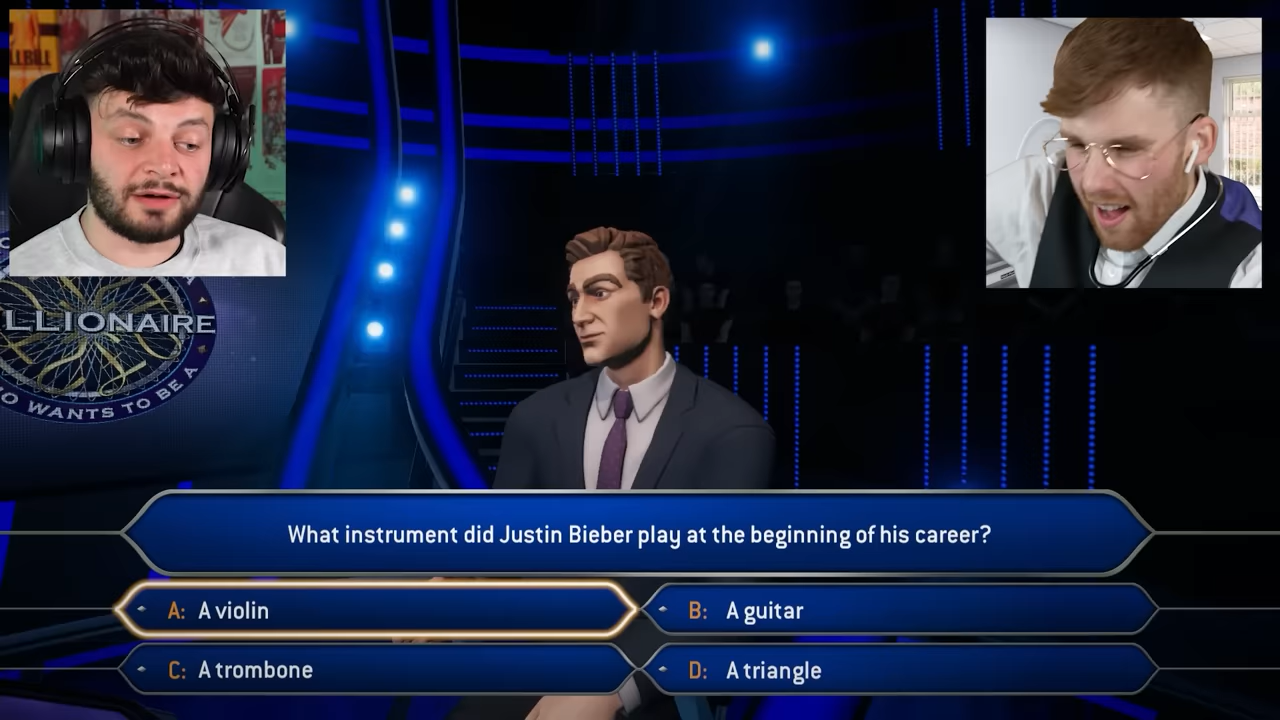 LLBILL
LLIONAIRE
O WANTS TO BE A
What instrument did Justin Bieber play at the beginning of his career?
A: A violin
B: A guitar
C: A trombone
D: A triangle